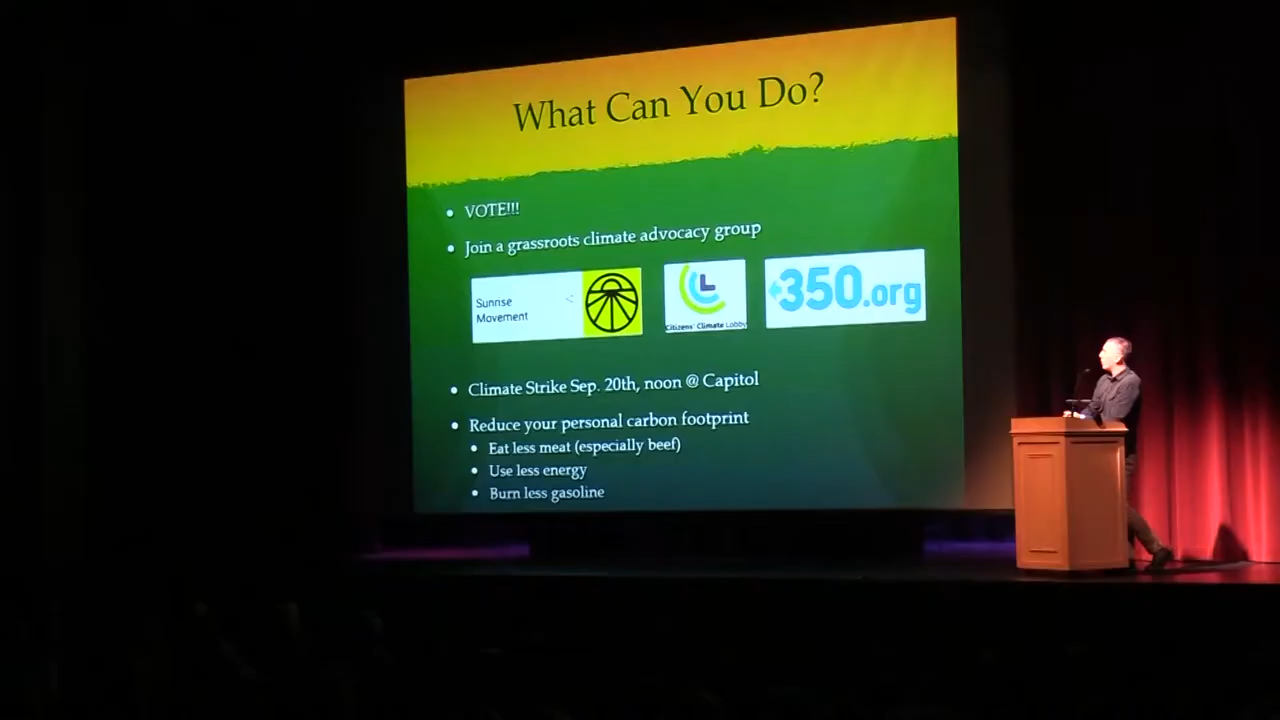 What Can You Do?
VOTE!!!
Join a grassroots climate advocacy group
Sunrise
Movement
<
Citizens' Climate Lobby
350.org
Climate Strike Sep. 20th, noon @ Capitol
Reduce your personal carbon footprint
Eat less meat (especially beef)
Use less energy
Burn less gasoline